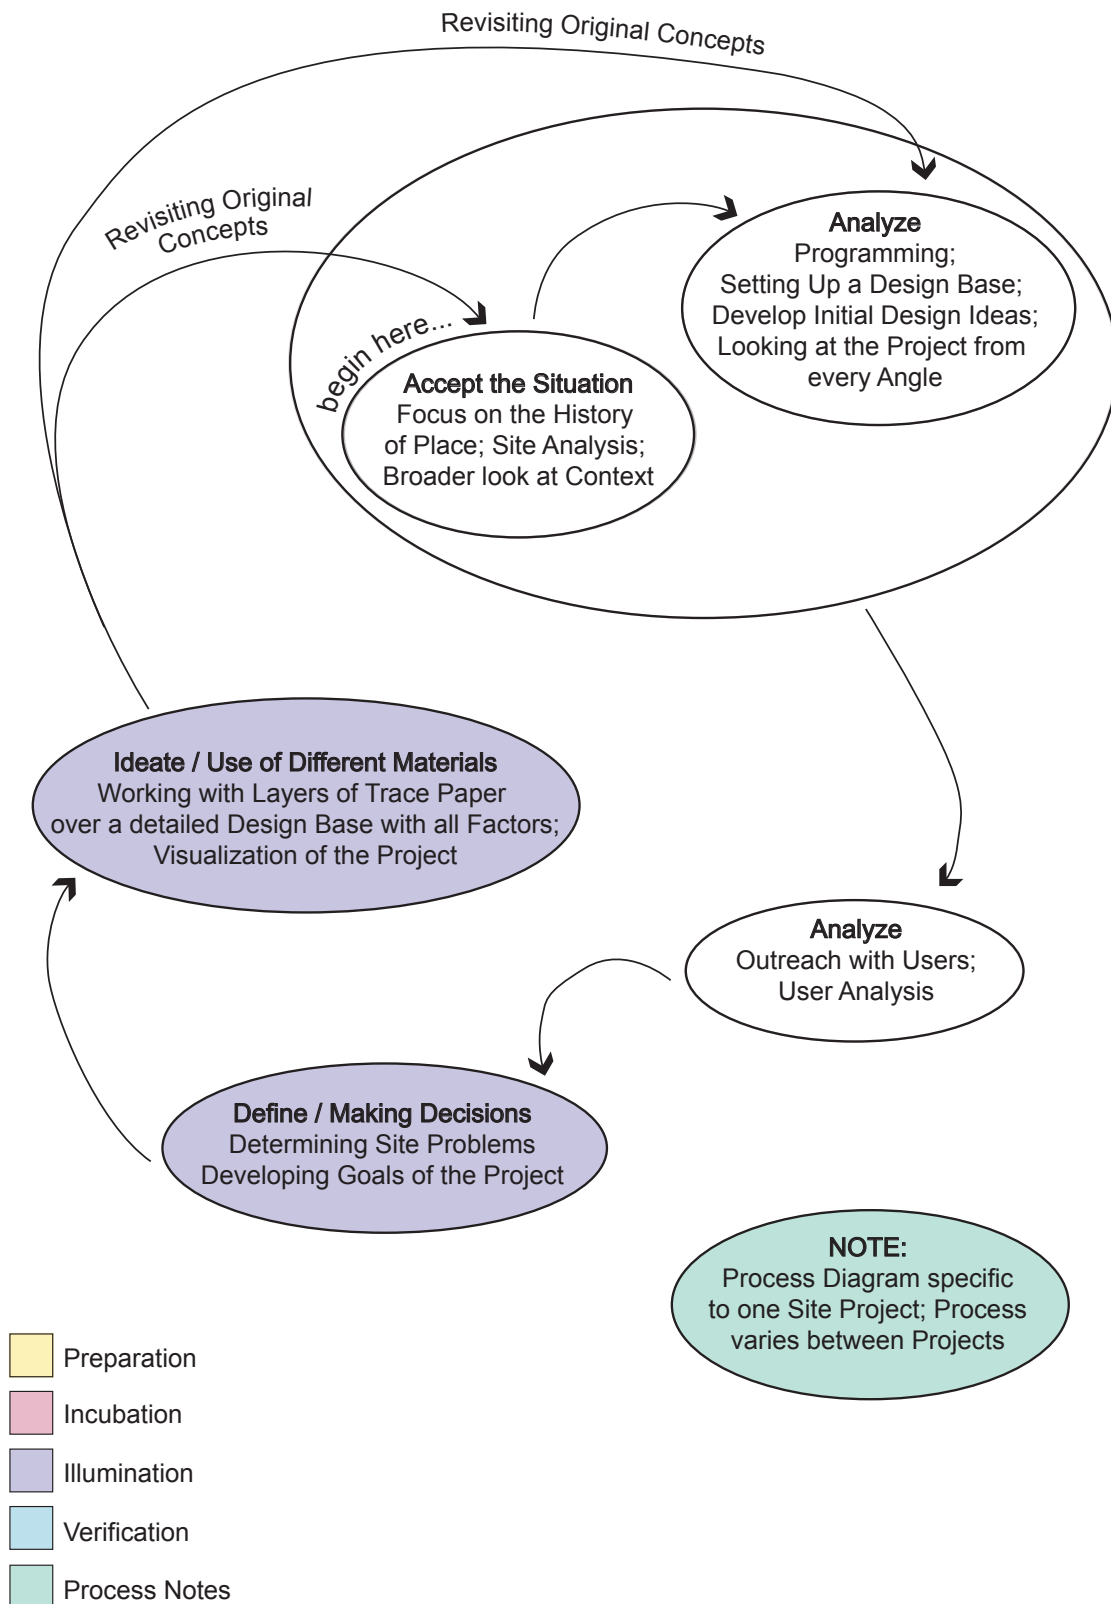 Revisiting Original Concepts
Revisiting Original
Concepts
begin here...
Analyze
Programming;
Setting Up a Design Base;
Develop Initial Design Ideas;
Looking at the Project from
every Angle
Accept the Situation
Focus on the History
of Place; Site Analysis;
Broader look at Context
Ideate / Use of Different Materials
Working with Layers of Trace Paper
over a detailed Design Base with all Factors;
Visualization of the Project
Analyze
Outreach with Users;
User Analysis
Define / Making Decisions
Determining Site Problems
Developing Goals of the Project
NOTE:
Process Diagram specific
to one Site Project; Process
varies between Projects
Preparation
Incubation
Illumination
Verification
Process Notes